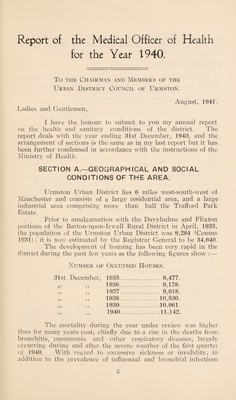 Report of the Medical Officer of Health
for the Year 1940.
To the Chairman and Members of the
Urban District Council of Urmston.
August, 1941.
Ladies and Gentlemen,
I have the honour to submit to you my annual report
on the health and sanitary conditions of the district. The
report deals with the year ending 31st December, 1940, and the
arrangement of sections is the same as in my last report but it has
been further condensed in accordance with the instructions of the
Ministry of Health.
SECTION A.—GEOGRAPHICAL AND SOCIAL
CONDITIONS OF THE AREA.
Urmston Urban District lies 6 miles west-south-west of
Manchester and consists of a large residential area, and a large
industrial area comprising more than half the Trafford Park
Estate.
Prior to amalgamation with the Davyhulme and Flixton
portions of the Barton-upon-Irwell Rural District in April, 1933,
the population of the Urmston Urban District was 9,284 (Census
1931); it is now estimated by the Registrar General to be 34,640.
The development of housing has been very rapid in the
district during the past few years as the following figures show:—
Number of Occupied Houses.
31st December, 1935 .......... 8,477.
,, ,, 1936 .......... 9,178.
,, ,, 1937 .......... 9,818.
,, ,, 1938 .......... 10,530.
,, ,, 1939 .......... 10,961.
,, ,, 1940 .......... 11,142.
The mortality during the year under review was higher
than for many years past, chiefly due to a rise in the deaths from
bronchitis, pneumonia and other respiratory diseases, largely
occurring during and after the severe weather of the first quarter
of 1940. With regard to excessive sickness or invalidity, in
addition to the prevalence of influenzal and bronchial infections
5